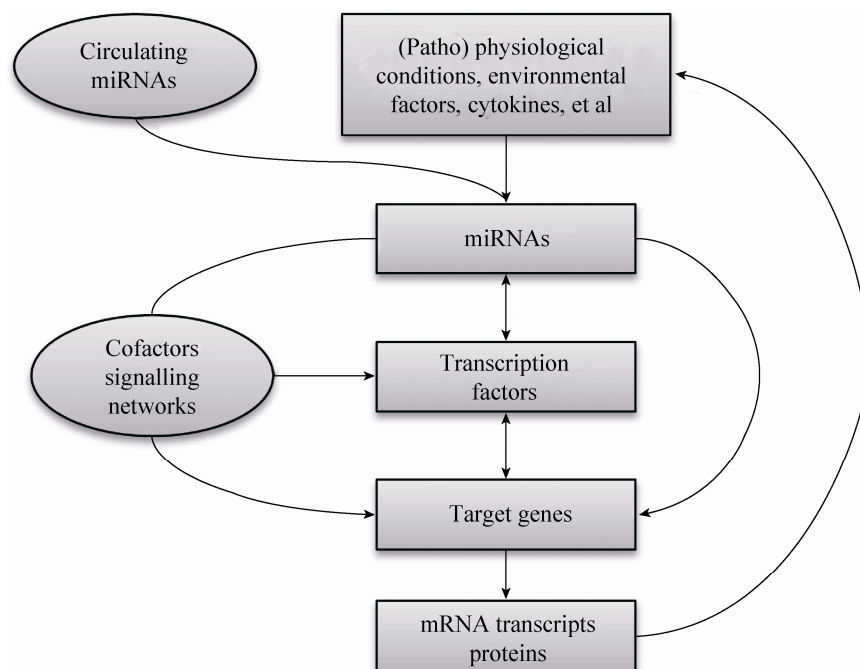 Circulating
miRNAs
(Patho) physiological
conditions, environmental
factors, cytokines, et al
miRNAs
Cofactors
signalling
networks
Transcription
factors
Target genes
mRNA transcripts
proteins